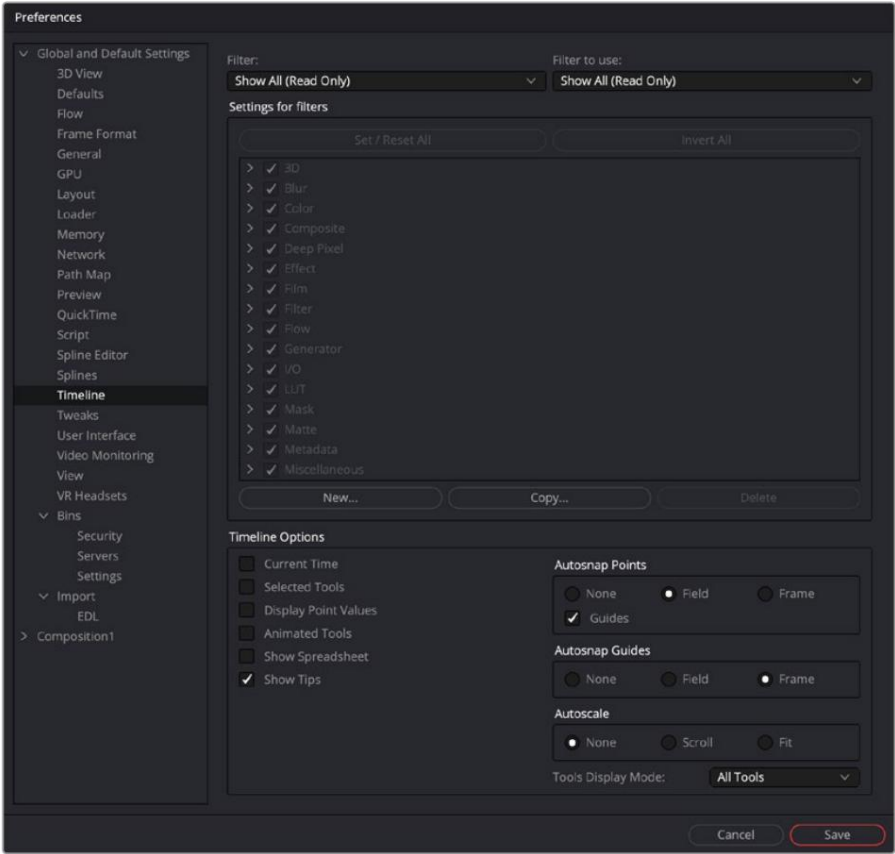 Preferences
Global and Default Settings
3D View
Defaults
Flow
Frame Format
General
GPU
Layout
Loader
Memory
Network
Path Map
Preview
QuickTime
Script
Spline Editor
Splines
Timeline
Tweaks
User Interface
Video Monitoring
View
VR Headsets
Bins
Security
Servers
Settings
Import
EDL
Composition1
Filter:
Filter to use:
Show All (Read Only)
Show All (Read Only)
Settings for filters
Set / Reset All
Invert All
3D
Blur
Color
Composite
Deep Pixel
Effect
Film
Filter
Flow
Generator
I/O
LUT
Mask
Matte
Metadata
Miscellaneous
New...
Copy...
Delete
Timeline Options
Current Time
Selected Tools
Display Point Values
Animated Tools
Show Spreadsheet
Show Tips
Autosnap Points
None
Field
Frame
Guides
Autosnap Guides
None
Field
Frame
Autoscale
None
Scroll
Fit
Tools Display Mode:
All Tools
Cancel
Save